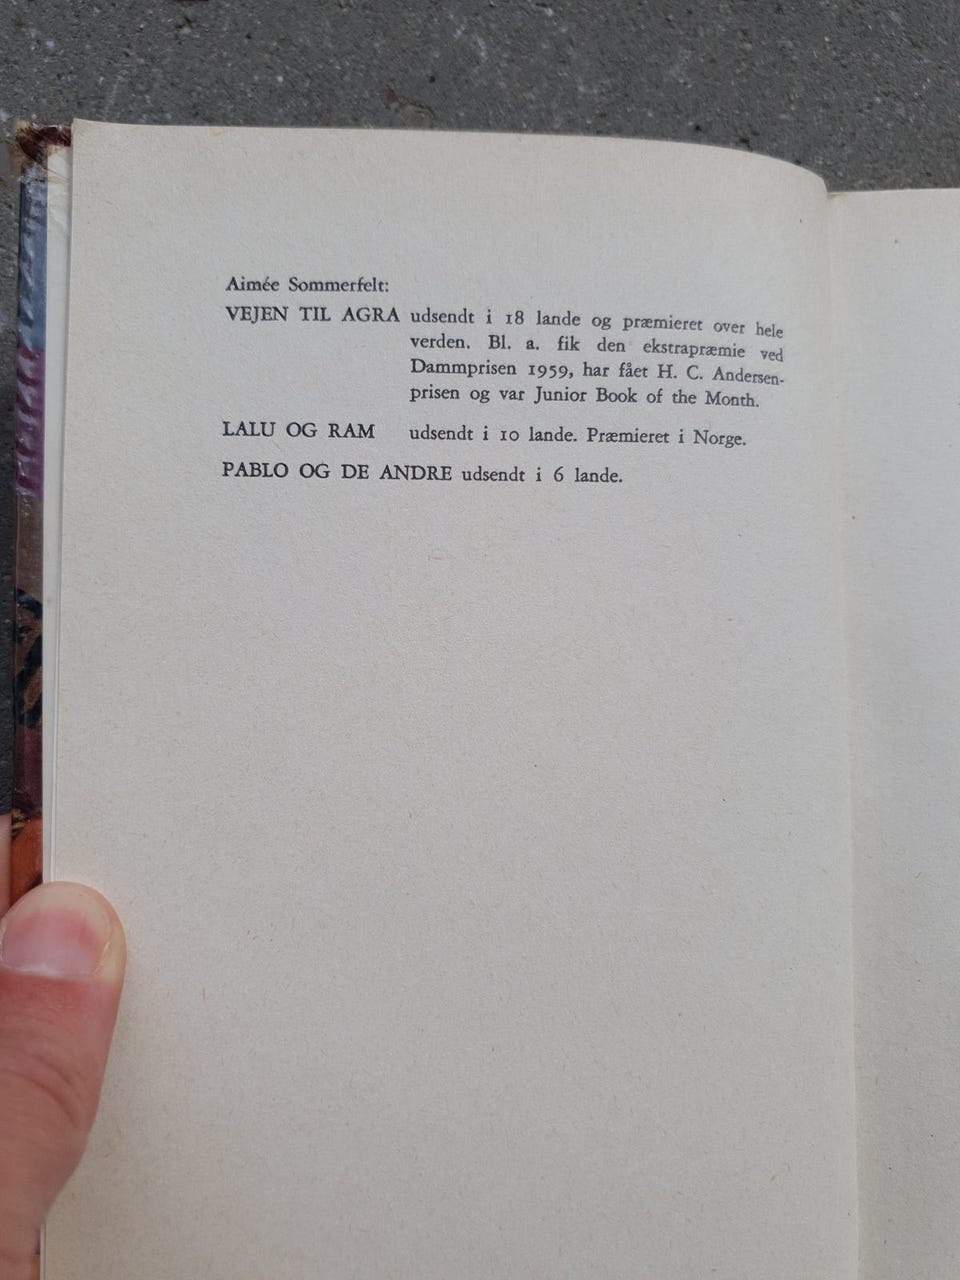 Aimée Sommerfelt:
VEJEN TIL AGRA udsendt i 18 lande og præmieret over hele
verden. Bl. a. fik den ekstrapræmie ved
Dammprisen 1959, har fået H. C. Andersen-
prisen og var Junior Book of the Month.
LALU OG RAM udsendt i 10 lande. Præmieret i Norge.
PABLO OG DE ANDRE udsendt i 6 lande.